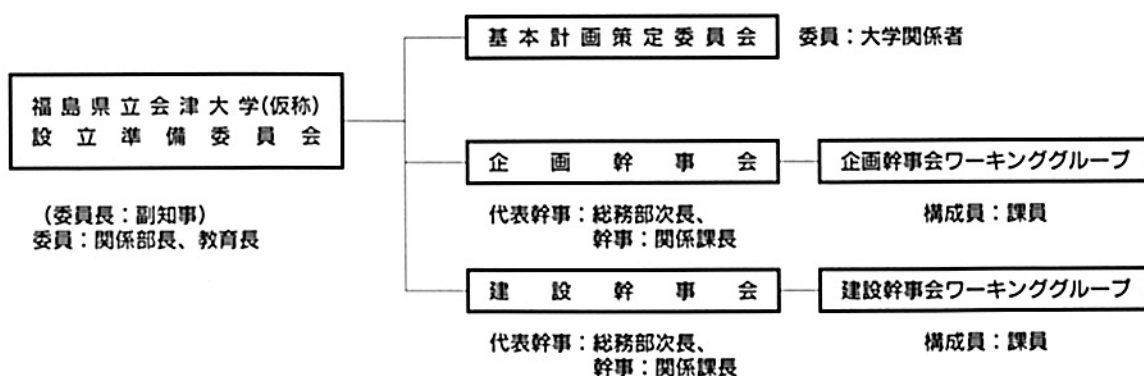 基本計画策定委員会
委員：大学関係者
福島県立会津大学(仮称)
設立準備委員会
(委員長：副知事)
委員：関係部長、教育長
企画幹事会
企画幹事会ワーキンググループ
代表幹事：総務部次長、
幹事：関係課長
構成員：課員
建設幹事会
建設幹事会ワーキンググループ
代表幹事：総務部次長、
幹事：関係課長
構成員：課員